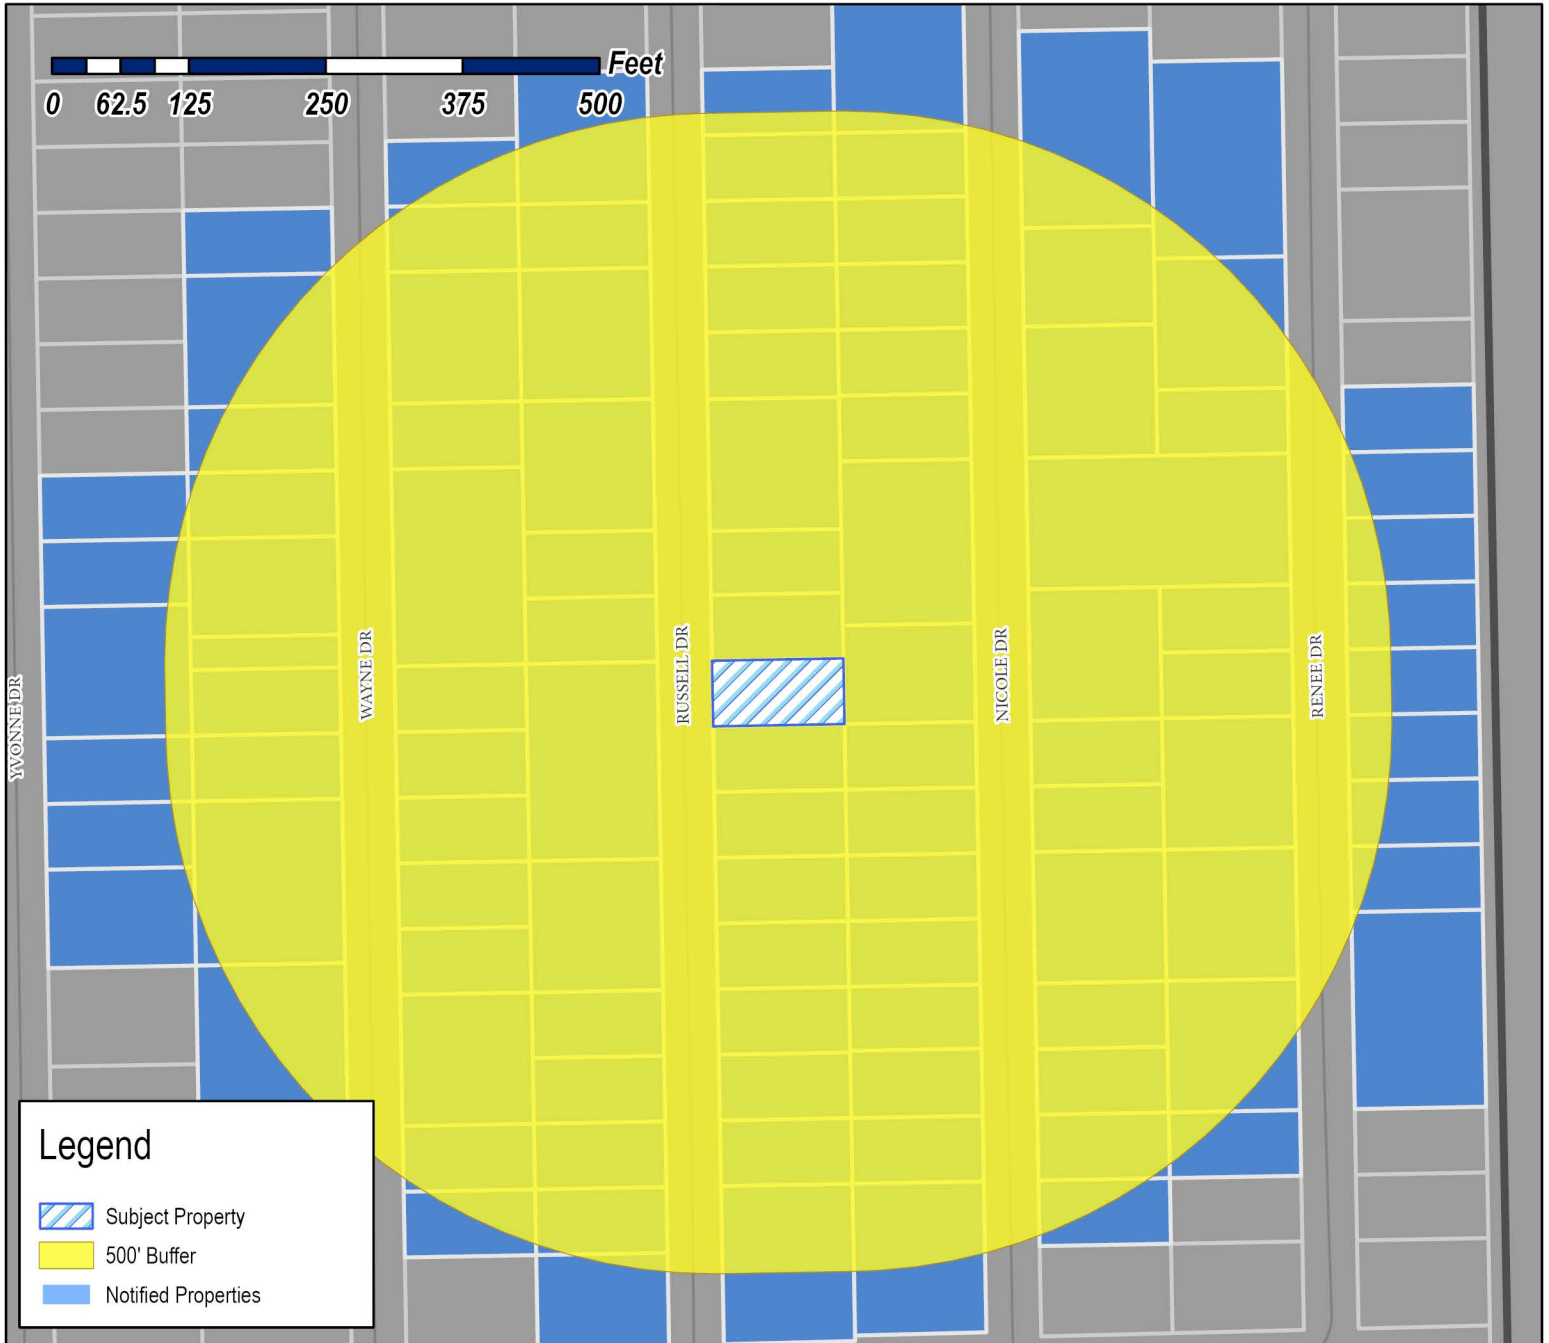 Feet
0 62.5 125 250 375 500
YVONNE DR
WAYNE DR
RUSSELL DR
NICOLE DR
RENEE DR
Legend
Subject Property
500' Buffer
Notified Properties